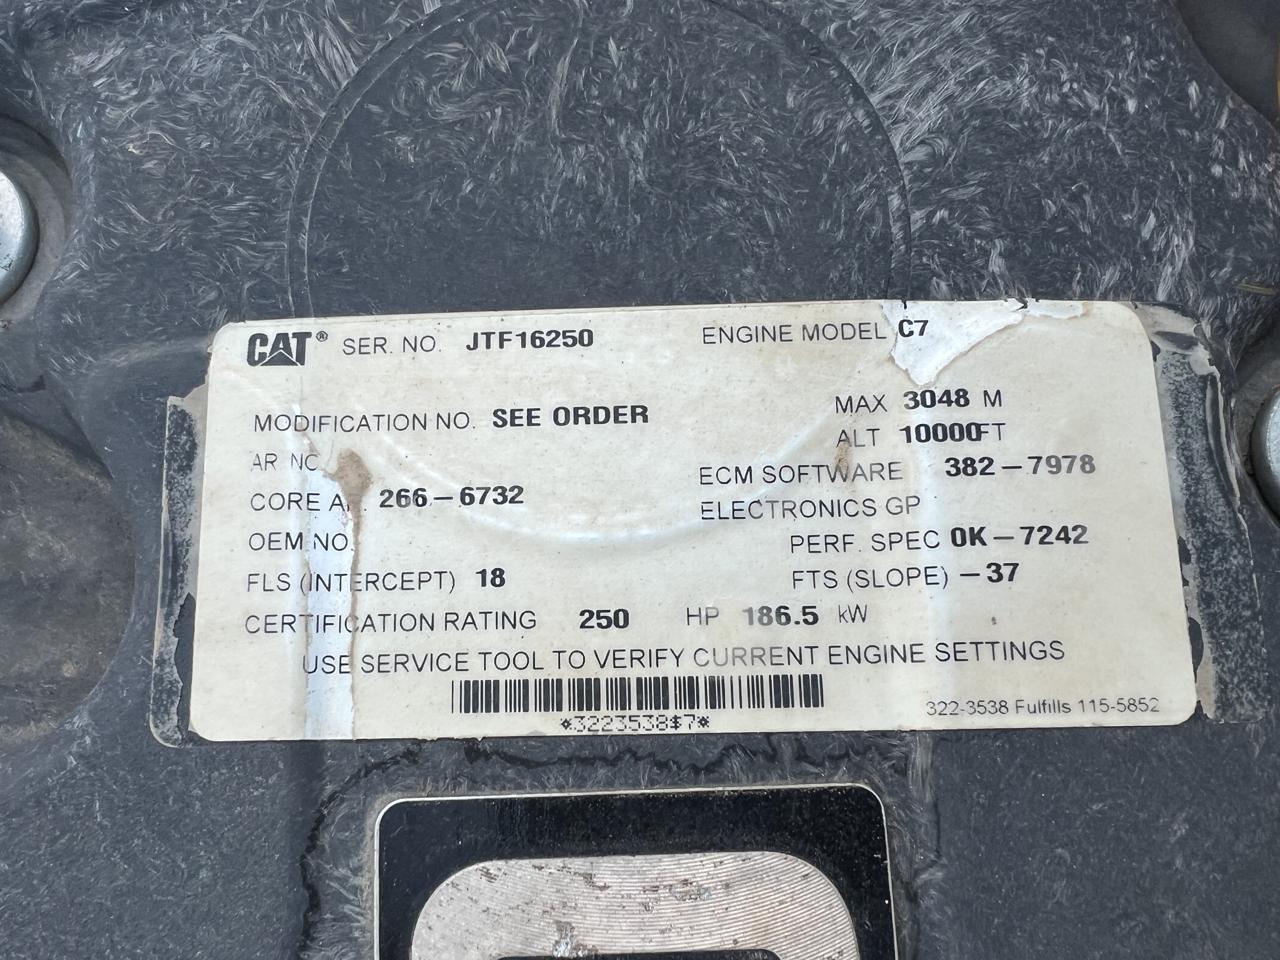 CAT® SER. NO. JTF16250 ENGINE MODEL C7
MODIFICATION NO. SEE ORDER MAX 3048 M
ALT 10000FT
AR NO
ECM SOFTWARE 382-7978
CORE A 266-6732
ELECTRONICS GP
OEM NO.
PERF. SPEC 0K-7242
FLS (INTERCEPT) 18 FTS (SLOPE) -37
CERTIFICATION RATING 250 HP 186.5 kW
USE SERVICE TOOL TO VERIFY CURRENT ENGINE SETTINGS
*3223538$7*
322-3538 Fulfills 115-5852